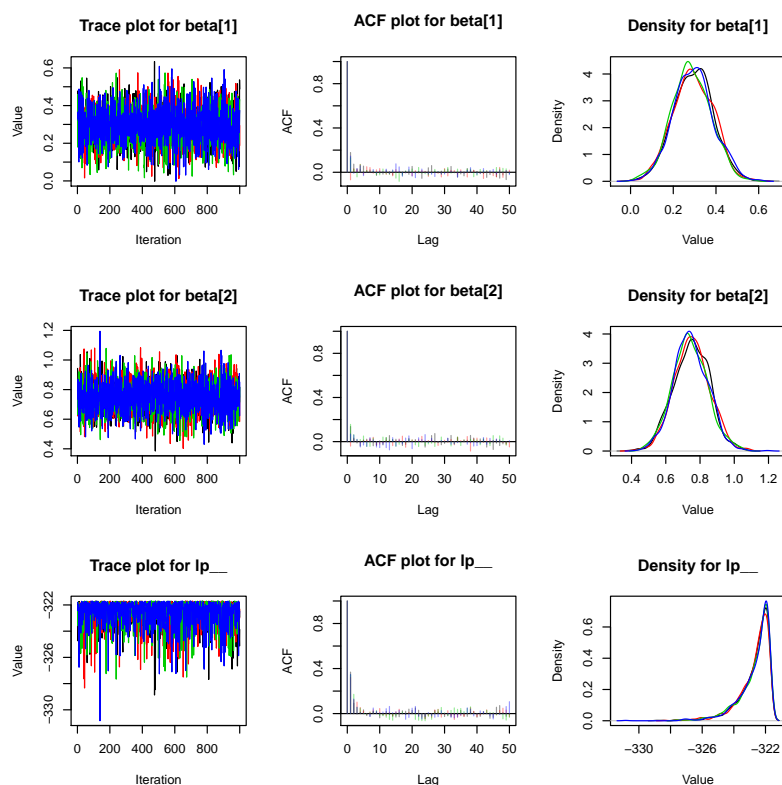 Trace plot for beta[1]
Value
0.0 0.2 0.4 0.6
0 200 400 600 800
Iteration
ACF plot for beta[1]
ACF
0.0 0.4 0.8
0 10 20 30 40 50
Lag
Density for beta[1]
Density
0 1 2 3 4
0.0 0.2 0.4 0.6
Value
Trace plot for beta[2]
Value
0.4 0.6 0.8 1.0 1.2
0 200 400 600 800
Iteration
ACF plot for beta[2]
ACF
0.0 0.4 0.8
0 10 20 30 40 50
Lag
Density for beta[2]
Density
0 1 2 3 4
0.4 0.6 0.8 1.0 1.2
Value
Trace plot for lp__
Value
−330 −326 −322
0 200 400 600 800
Iteration
ACF plot for lp__
ACF
0.0 0.4 0.8
0 10 20 30 40 50
Lag
Density for lp__
Density
0.0 0.2 0.4 0.6
−330 −326 −322
Value